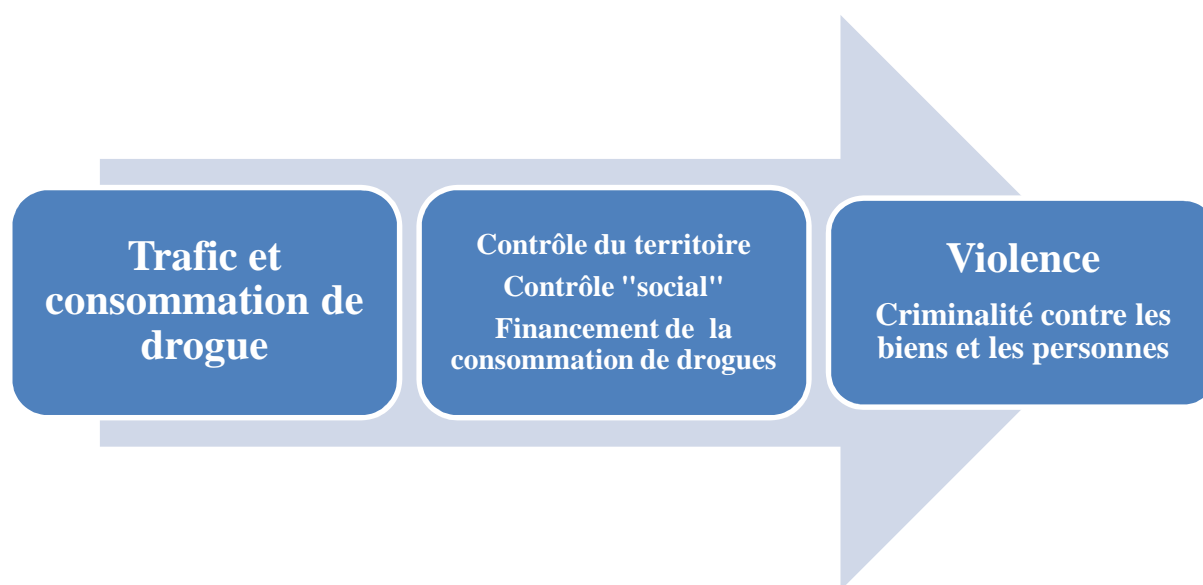 Trafic et
consommation de
drogue
Contrôle du territoire
Contrôle "social"
Financement de la
consommation de drogues
Violence
Criminalité contre les
biens et les personnes